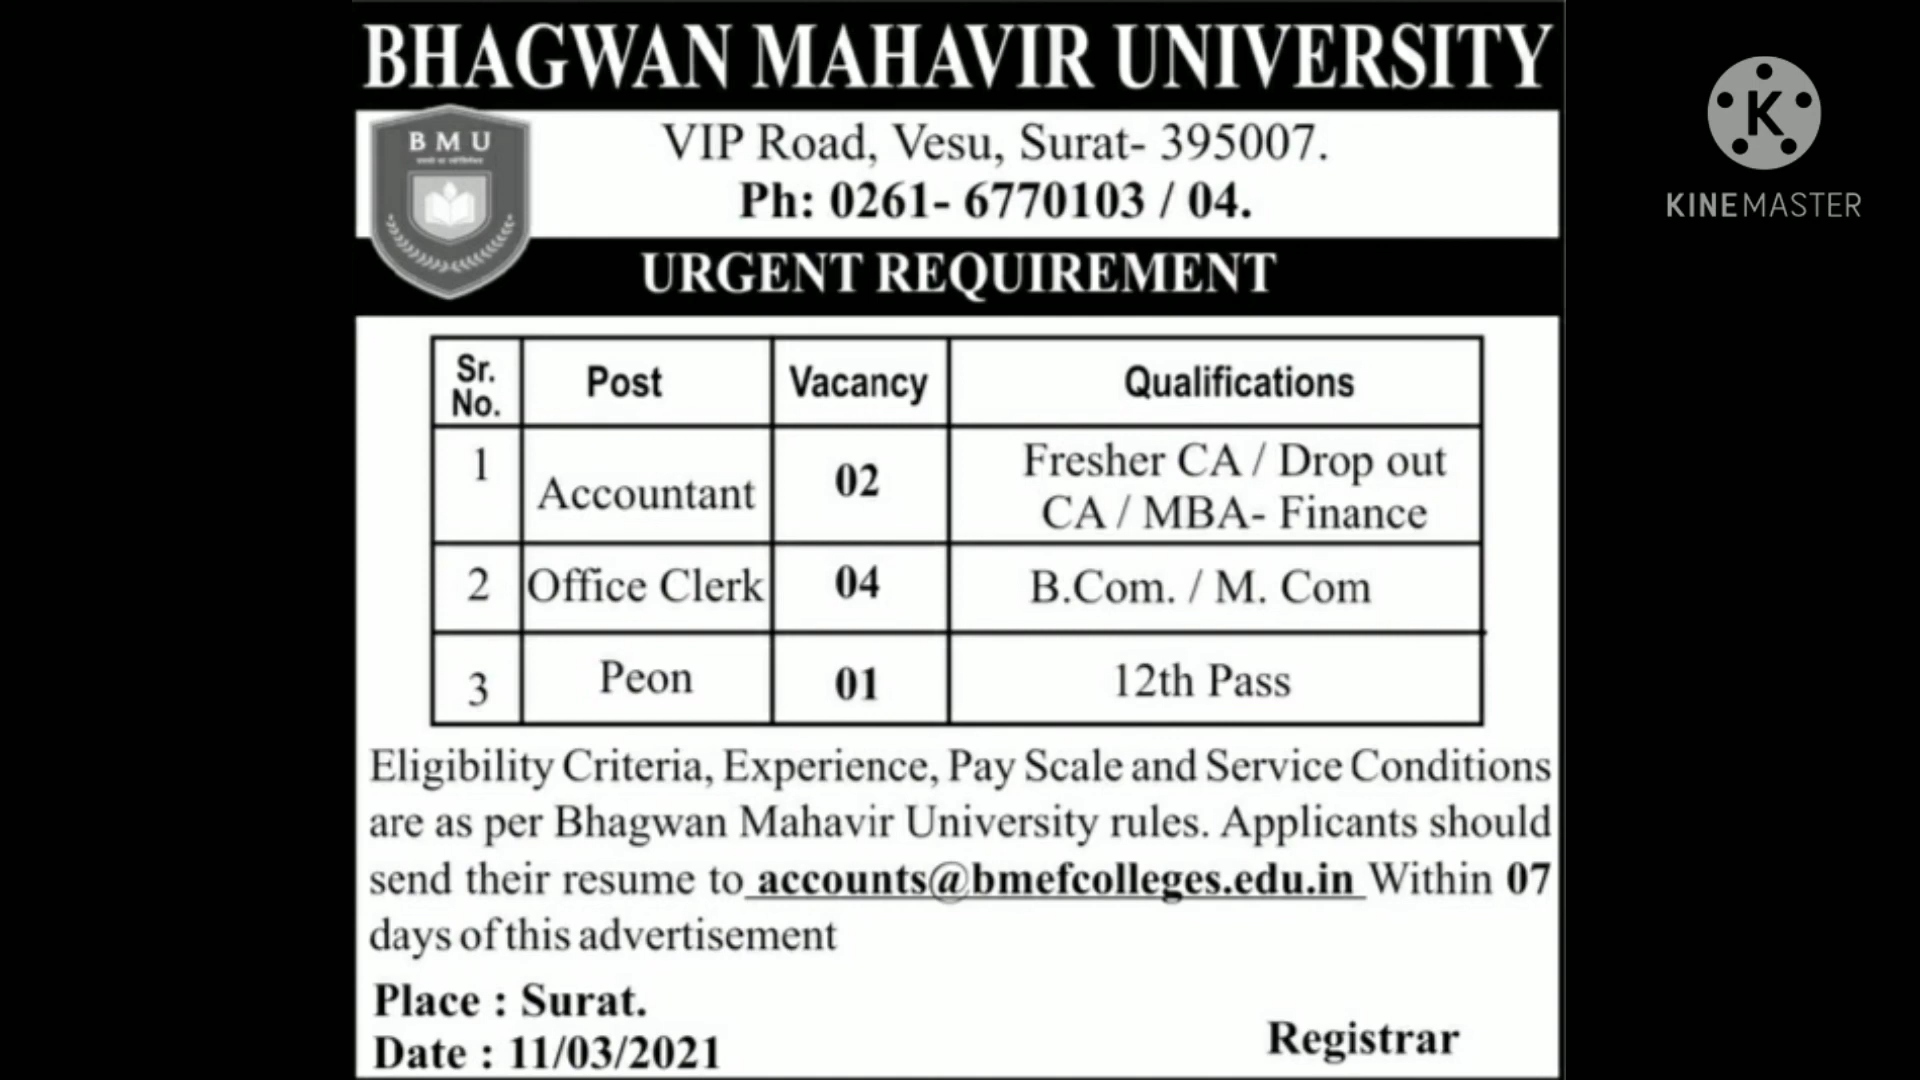 BHAGWAN MAHAVIR UNIVERSITY
BMU
VIP Road, Vesu, Surat- 395007.
Ph: 0261- 6770103 / 04.
URGENT REQUIREMENT
Sr. No. Post Vacancy Qualifications
1 Accountant 02 Fresher CA / Drop out
CA / MBA- Finance
2 Office Clerk 04 B.Com. / M. Com
3 Peon 01 12th Pass
Eligibility Criteria, Experience, Pay Scale and Service Conditions
are as per Bhagwan Mahavir University rules. Applicants should
send their resume to accounts@bmefcolleges.edu.in Within 07
days of this advertisement
Place : Surat.
Date : 11/03/2021
Registrar
K
KINEMASTER